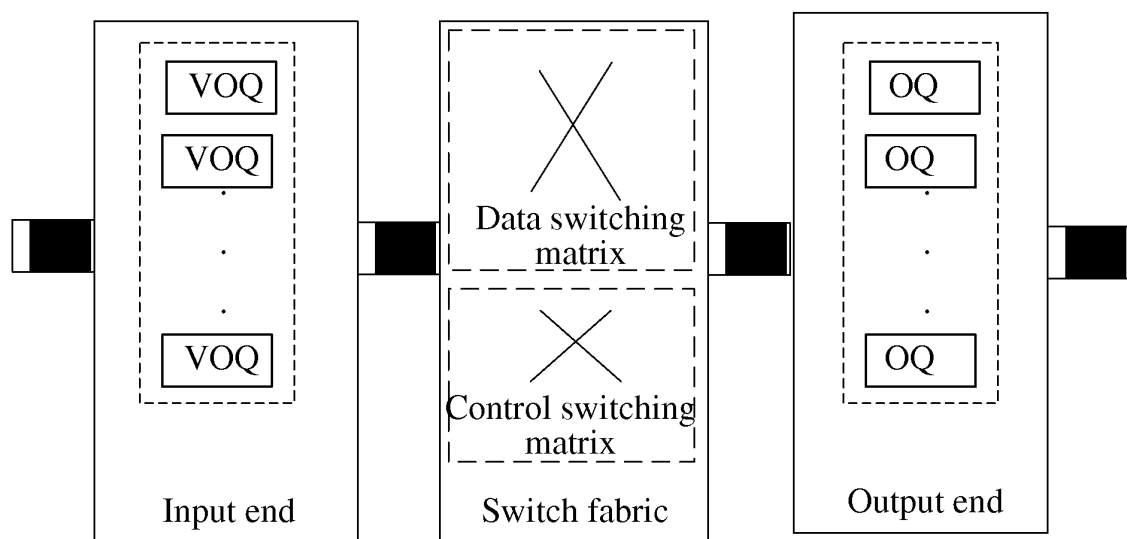 VOQ
VOQ
VOQ
Input end
Data switching
matrix
Control switching
matrix
Switch fabric
OQ
OQ
OQ
Output end